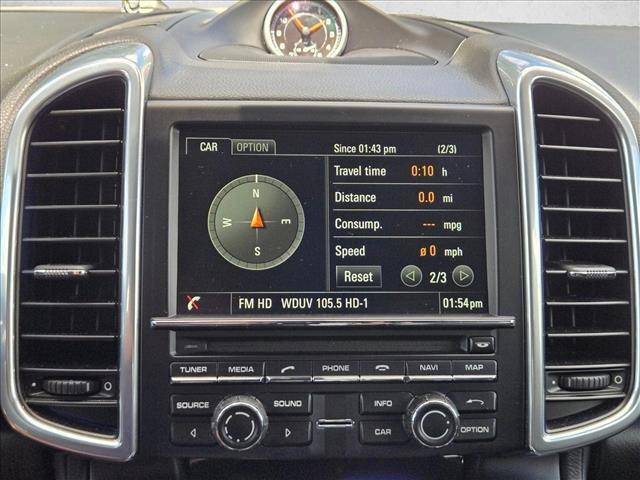 CAR OPTION Since 01:43 pm (2/3)
Travel time 0:10 h
Distance 0.0 mi
Consump. --- mpg
Speed ø 0 mph
Reset 2/3
N
W E
S
FM HD WDUV 105.5 HD-1 01:54pm
TUNER MEDIA PHONE NAVI MAP
SOURCE SOUND INFO
CAR OPTION